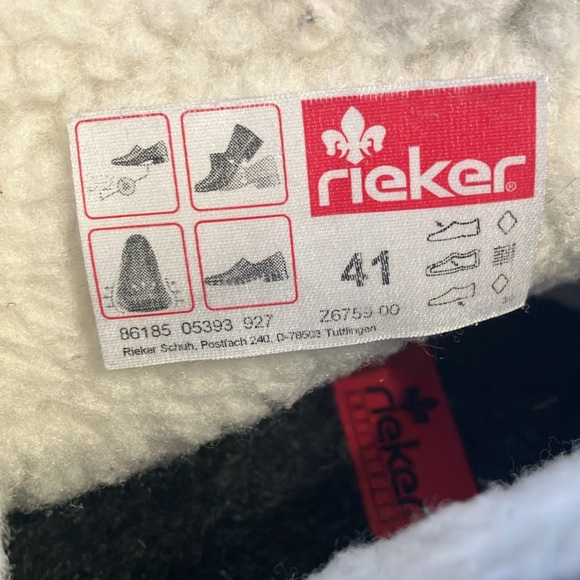 rieker®
41
86185 05393 927 Z6759-00
Rieker Schuh, Postfach 240, D-78503 Tuttlingen
rieker